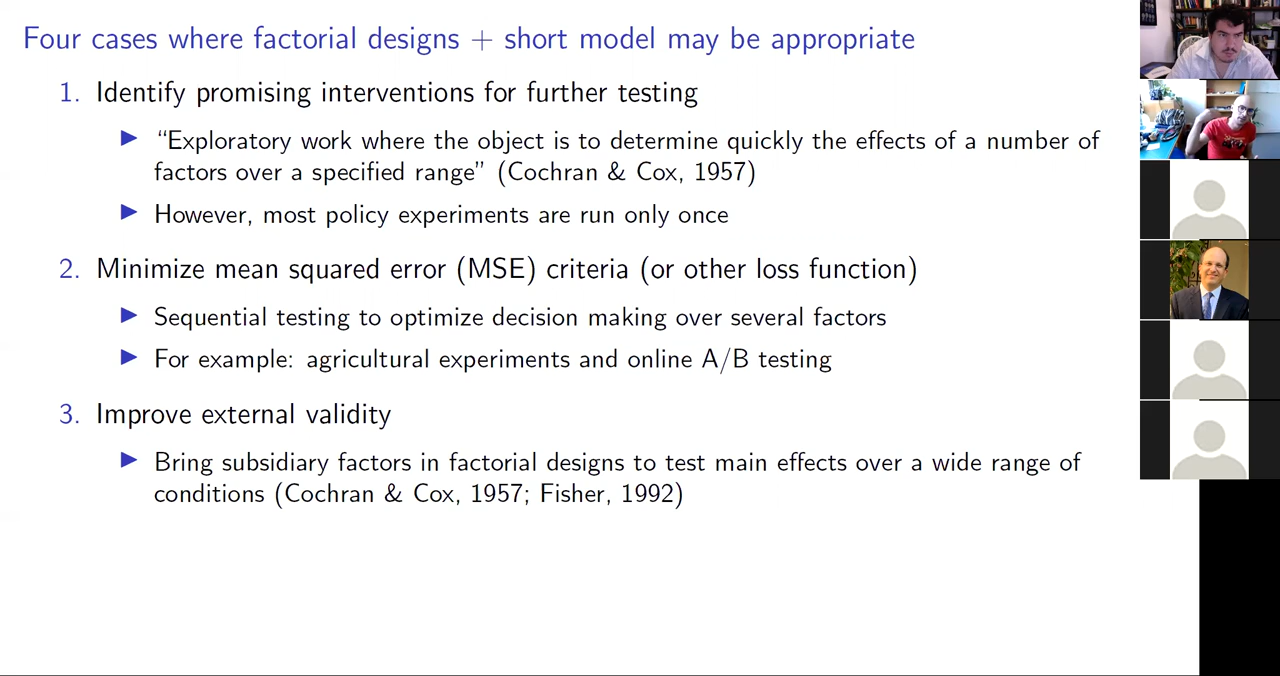 Four cases where factorial designs + short model may be appropriate
1. Identify promising interventions for further testing
▶ “Exploratory work where the object is to determine quickly the effects of a number of
factors over a specified range” (Cochran & Cox, 1957)
▶ However, most policy experiments are run only once
2. Minimize mean squared error (MSE) criteria (or other loss function)
▶ Sequential testing to optimize decision making over several factors
▶ For example: agricultural experiments and online A/B testing
3. Improve external validity
▶ Bring subsidiary factors in factorial designs to test main effects over a wide range of
conditions (Cochran & Cox, 1957; Fisher, 1992)